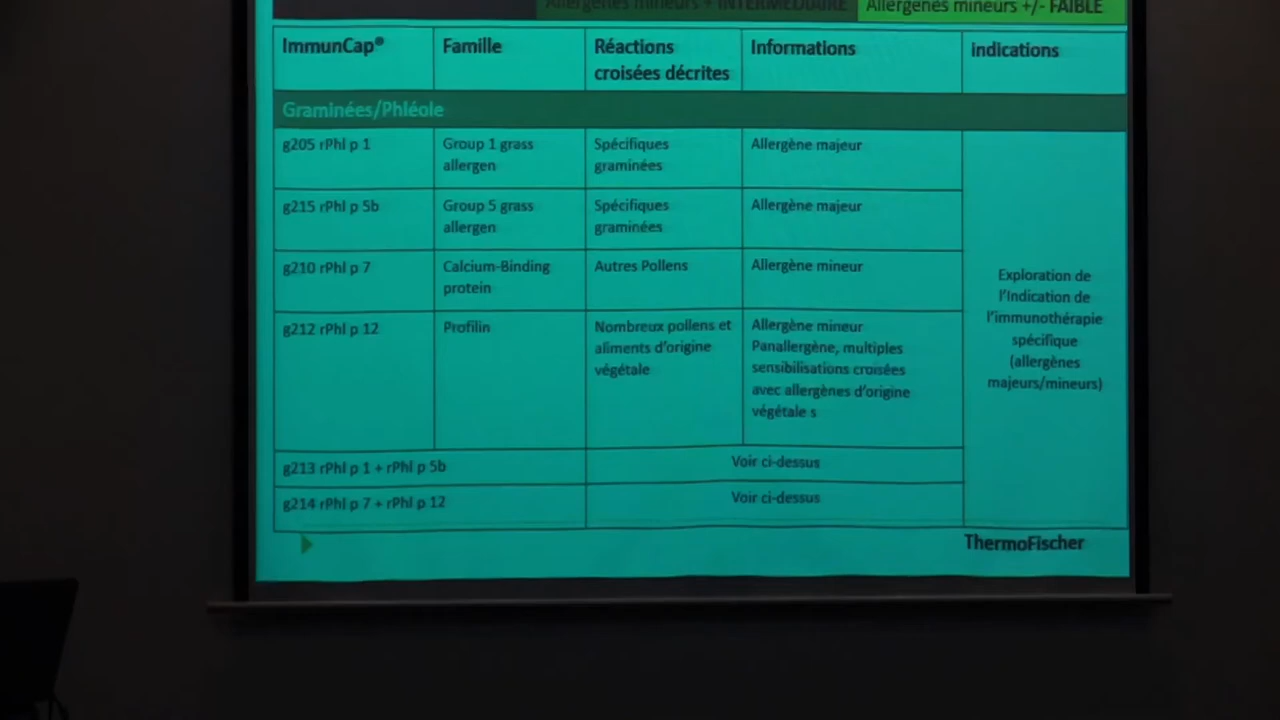 Allergènes mineurs + INTERMEDIAIRE
Allergènes mineurs +/- FAIBLE
ImmunCap®
Famille
Réactions
croisées décrites
Informations
Indications
Graminées/Phléole
g205 rPhl p 1
Group 1 grass
allergen
Spécifiques
graminées
Allergène majeur
g215 rPhl p 5b
Group 5 grass
allergen
Spécifiques
graminées
Allergène majeur
g210 rPhl p 7
Calcium-Binding
protein
Autres Pollens
Allergène mineur
g212 rPhl p 12
Profilin
Nombreux pollens et
aliments d'origine
végétale
Allergène mineur
Panallergène, multiples
sensibilisations croisées
avec allergènes d'origine
végétale s
Exploration de
l'Indication de
l'immunothérapie
spécifique
(allergènes
majeurs/mineurs)
g213 rPhl p 1 + rPhl p 5b
Voir ci-dessus
g214 rPhl p 7 + rPhl p 12
Voir ci-dessus
ThermoFischer